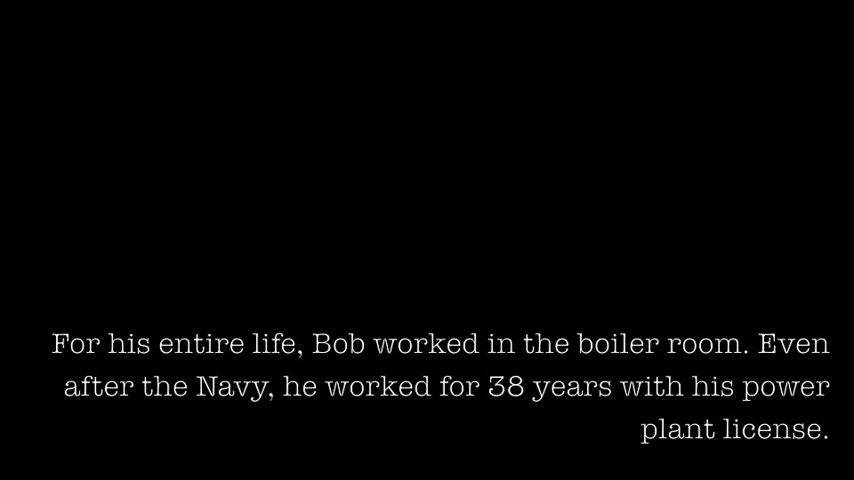 For his entire life, Bob worked in the boiler room. Even
after the Navy, he worked for 38 years with his power
plant license.